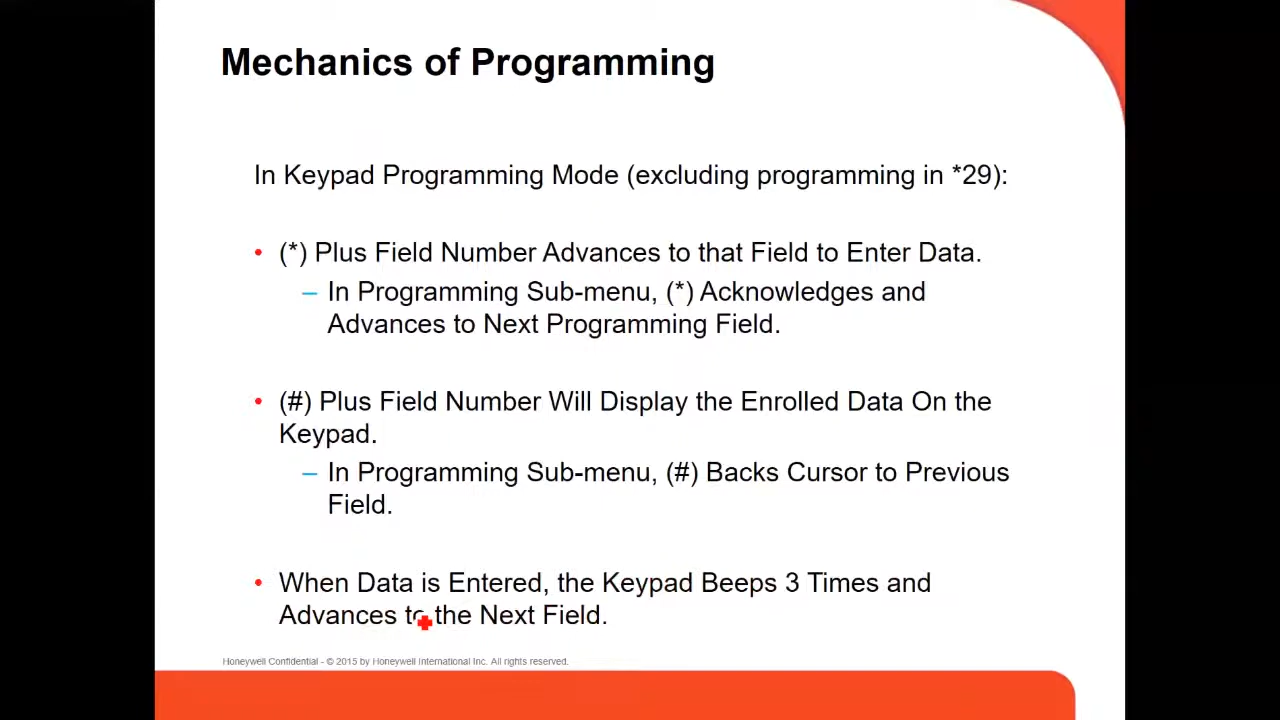 Mechanics of Programming
In Keypad Programming Mode (excluding programming in *29):
• (*) Plus Field Number Advances to that Field to Enter Data.
– In Programming Sub-menu, (*) Acknowledges and
Advances to Next Programming Field.
• (#) Plus Field Number Will Display the Enrolled Data On the
Keypad.
– In Programming Sub-menu, (#) Backs Cursor to Previous
Field.
• When Data is Entered, the Keypad Beeps 3 Times and
Advances to the Next Field.
Honeywell Confidential - © 2015 by Honeywell International Inc. All rights reserved.